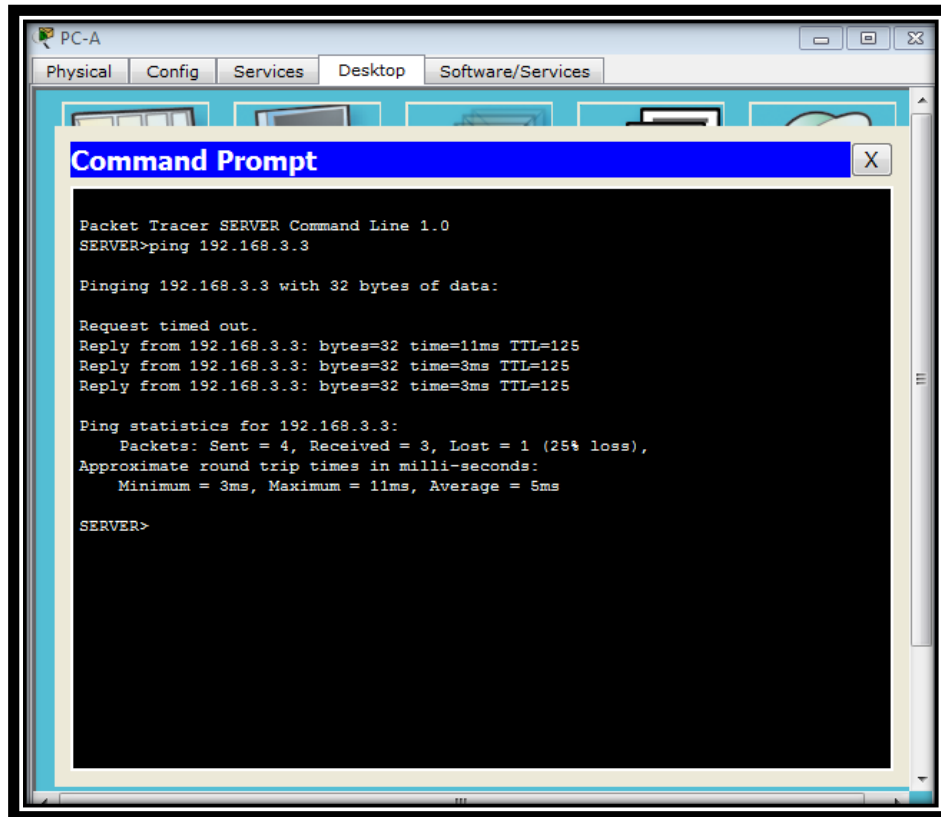 PC-A
Physical Config Services Desktop Software/Services
Command Prompt
X
Packet Tracer SERVER Command Line 1.0
SERVER>ping 192.168.3.3
Pinging 192.168.3.3 with 32 bytes of data:
Request timed out.
Reply from 192.168.3.3: bytes=32 time=11ms TTL=125
Reply from 192.168.3.3: bytes=32 time=3ms TTL=125
Reply from 192.168.3.3: bytes=32 time=3ms TTL=125
Ping statistics for 192.168.3.3:
Packets: Sent = 4, Received = 3, Lost = 1 (25% loss),
Approximate round trip times in milli-seconds:
Minimum = 3ms, Maximum = 11ms, Average = 5ms
SERVER>